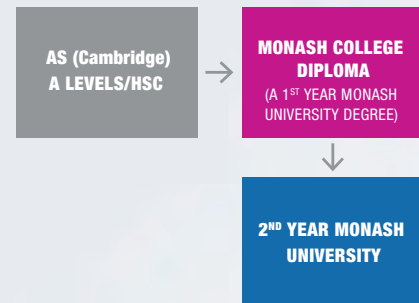 AS (Cambridge)
A LEVELS/HSC
MONASH COLLEGE
DIPLOMA
(A 1ST YEAR MONASH
UNIVERSITY DEGREE)
2ND YEAR MONASH
UNIVERSITY